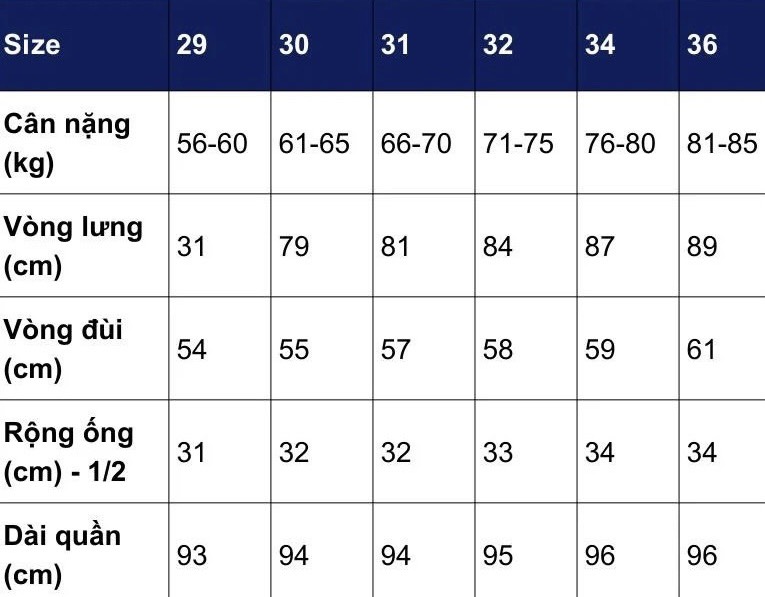 Size 29 30 31 32 34 36
Cân nặng
(kg) 56-60 61-65 66-70 71-75 76-80 81-85
Vòng lưng
(cm) 31 79 81 84 87 89
Vòng đùi
(cm) 54 55 57 58 59 61
Rộng ống
(cm) - 1/2 31 32 32 33 34 34
Dài quần
(cm) 93 94 94 95 96 96